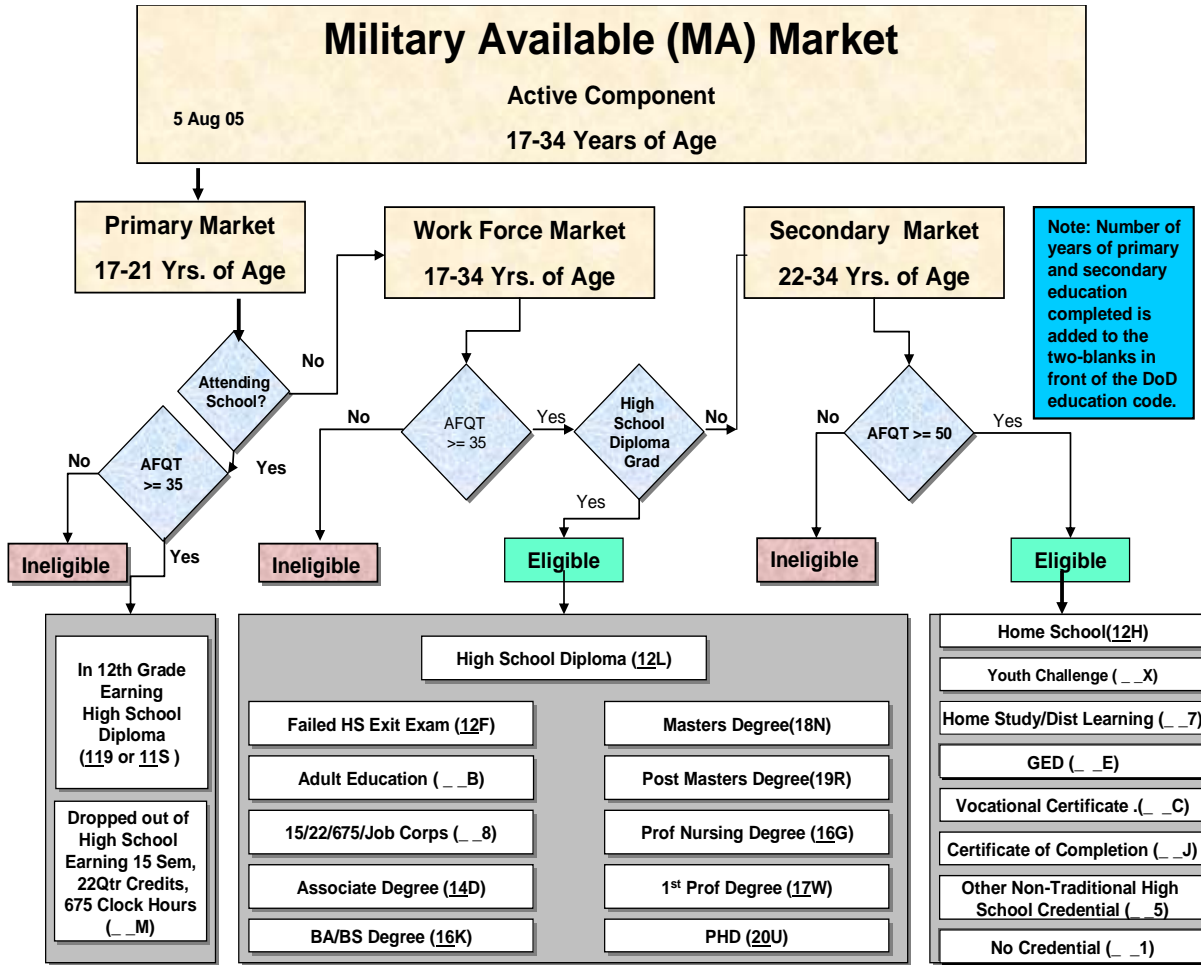 Military Available (MA) Market
Active Component
5 Aug 05
17-34 Years of Age
Primary Market
17-21 Yrs. of Age
Work Force Market
17-34 Yrs. of Age
Secondary Market
22-34 Yrs. of Age
Note: Number of
years of primary
and secondary
education
completed is
added to the
two-blanks in
front of the DoD
education code.
Attending
School?
No
Yes
AFQT
>= 35
No
Yes
Ineligible
AFQT
>= 35
No
Yes
Ineligible
High
School
Diploma
Grad
No
Yes
Eligible
AFQT >= 50
No
Yes
Ineligible
Eligible
In 12th Grade
Earning
High School
Diploma
(119 or 11S )
Dropped out of
High School
Earning 15 Sem,
22Qtr Credits,
675 Clock Hours
(_ _M)
High School Diploma (12L)
Failed HS Exit Exam (12F)
Adult Education ( _ _B)
15/22/675/Job Corps (_ _8)
Associate Degree (14D)
BA/BS Degree (16K)
Masters Degree(18N)
Post Masters Degree(19R)
Prof Nursing Degree (16G)
1st Prof Degree (17W)
PHD (20U)
Home School(12H)
Youth Challenge ( _ _X)
Home Study/Dist Learning (_ _7)
GED (_ _E)
Vocational Certificate .(_ _C)
Certificate of Completion (_ _J)
Other Non-Traditional High
School Credential (_ _5)
No Credential (_ _1)